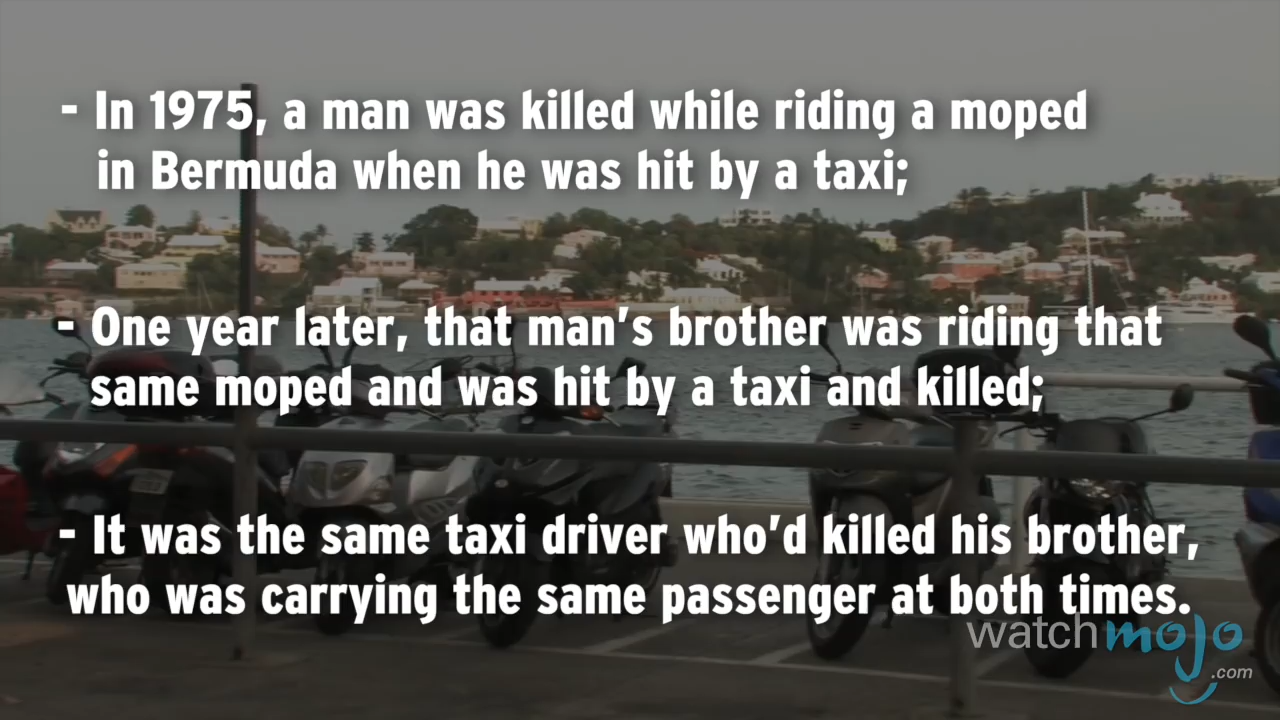 - In 1975, a man was killed while riding a moped
in Bermuda when he was hit by a taxi;
- One year later, that man's brother was riding that
same moped and was hit by a taxi and killed;
- It was the same taxi driver who'd killed his brother,
who was carrying the same passenger at both times.
watchmojo
.com